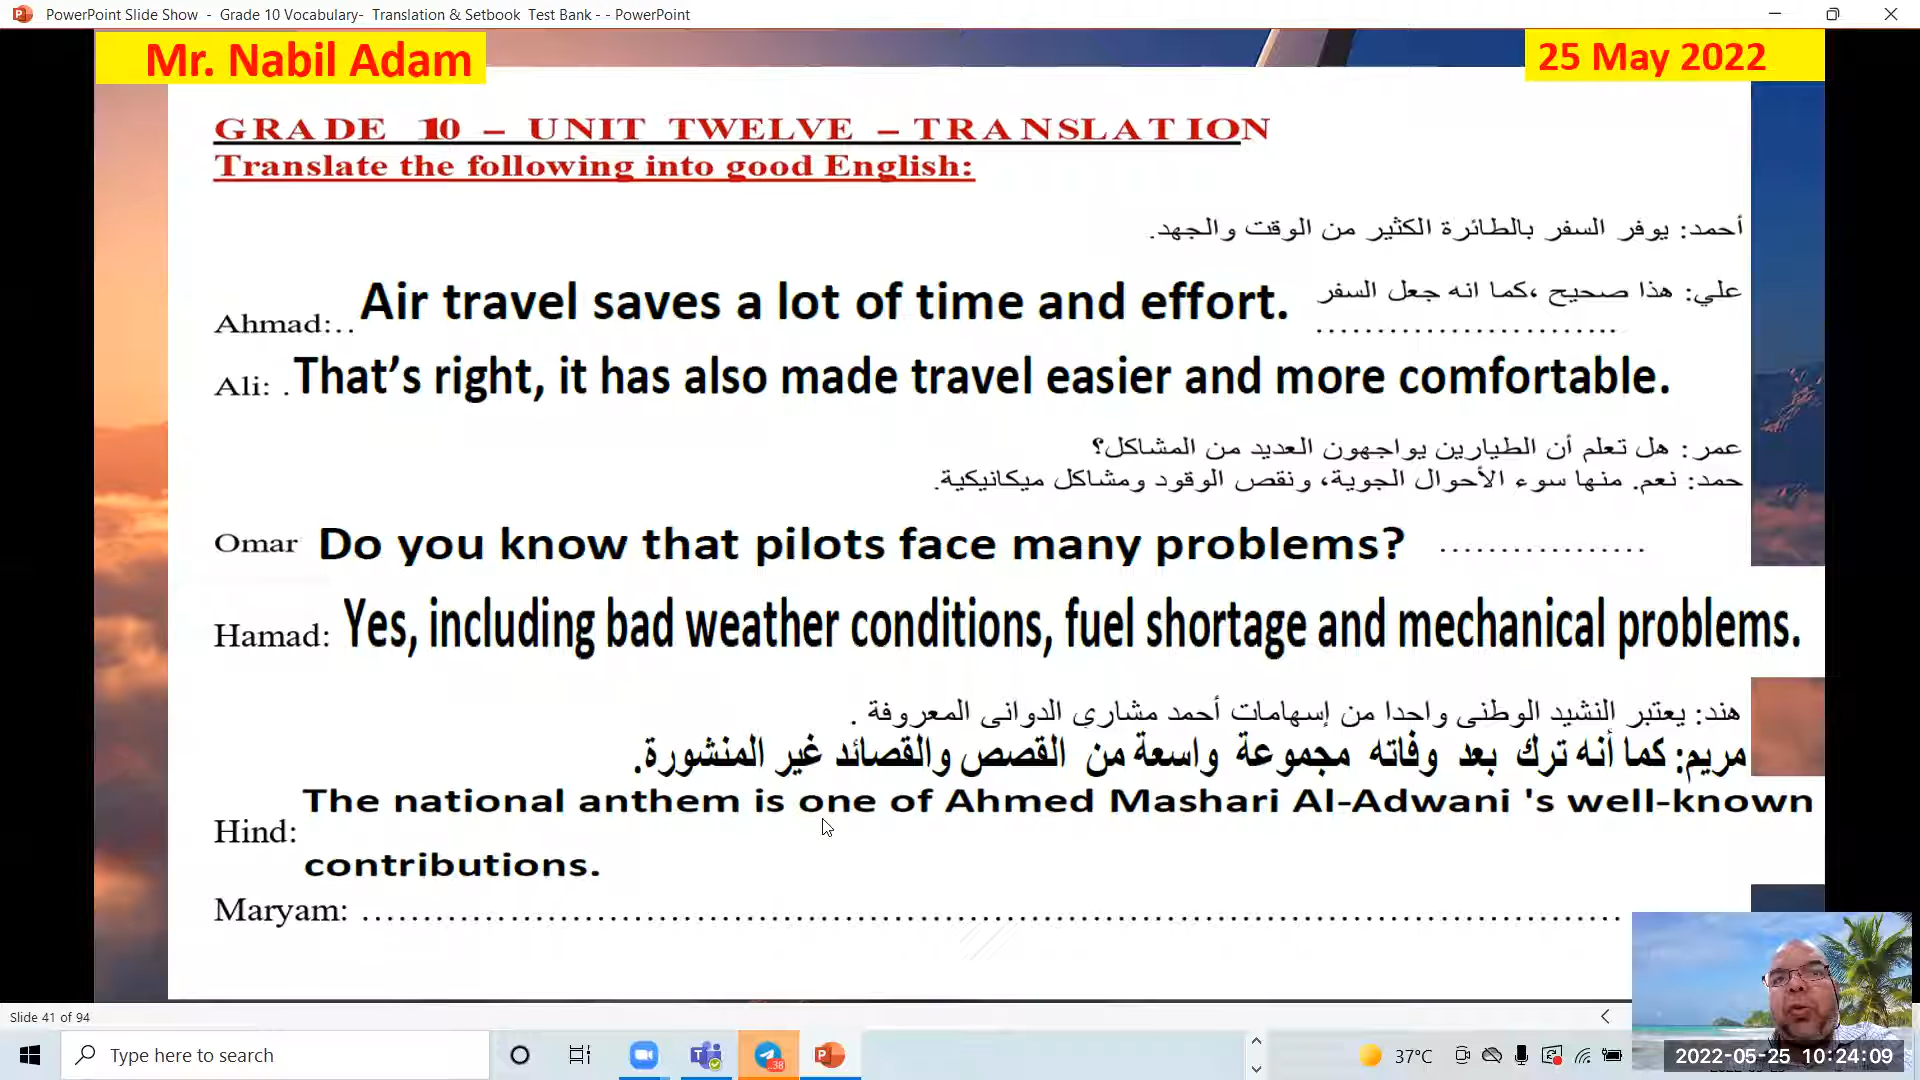 PowerPoint Slide Show - Grade 10 Vocabulary- Translation & Setbook Test Bank - - PowerPoint
Mr. Nabil Adam
25 May 2022
GRADE 10 – UNIT TWELVE – TRANSLATION
Translate the following into good English:
أحمد: يوفر السفر بالطائرة الكثير من الوقت والجهد.
علي: هذا صحيح ،كما انه جعل السفر
Ahmad:.. Air travel saves a lot of time and effort. ..........................
Ali: . That’s right, it has also made travel easier and more comfortable.
عمر: هل تعلم أن الطيارين يواجهون العديد من المشاكل؟
حمد: نعم. منها سوء الأحوال الجوية، ونقص الوقود ومشاكل ميكانيكية.
Omar Do you know that pilots face many problems? .................
Hamad: Yes, including bad weather conditions, fuel shortage and mechanical problems.
هند: يعتبر النشيد الوطنى واحدا من إسهامات أحمد مشاري الدوانى المعروفة .
مريم: كما أنه ترك بعد وفاته مجموعة واسعة من القصص والقصائد غير المنشورة.
Hind: The national anthem is one of Ahmed Mashari Al-Adwani 's well-known
contributions.
Maryam: ....................................................................................
Slide 41 of 94
Type here to search
38
37°C
2022-05-25 10:24:09